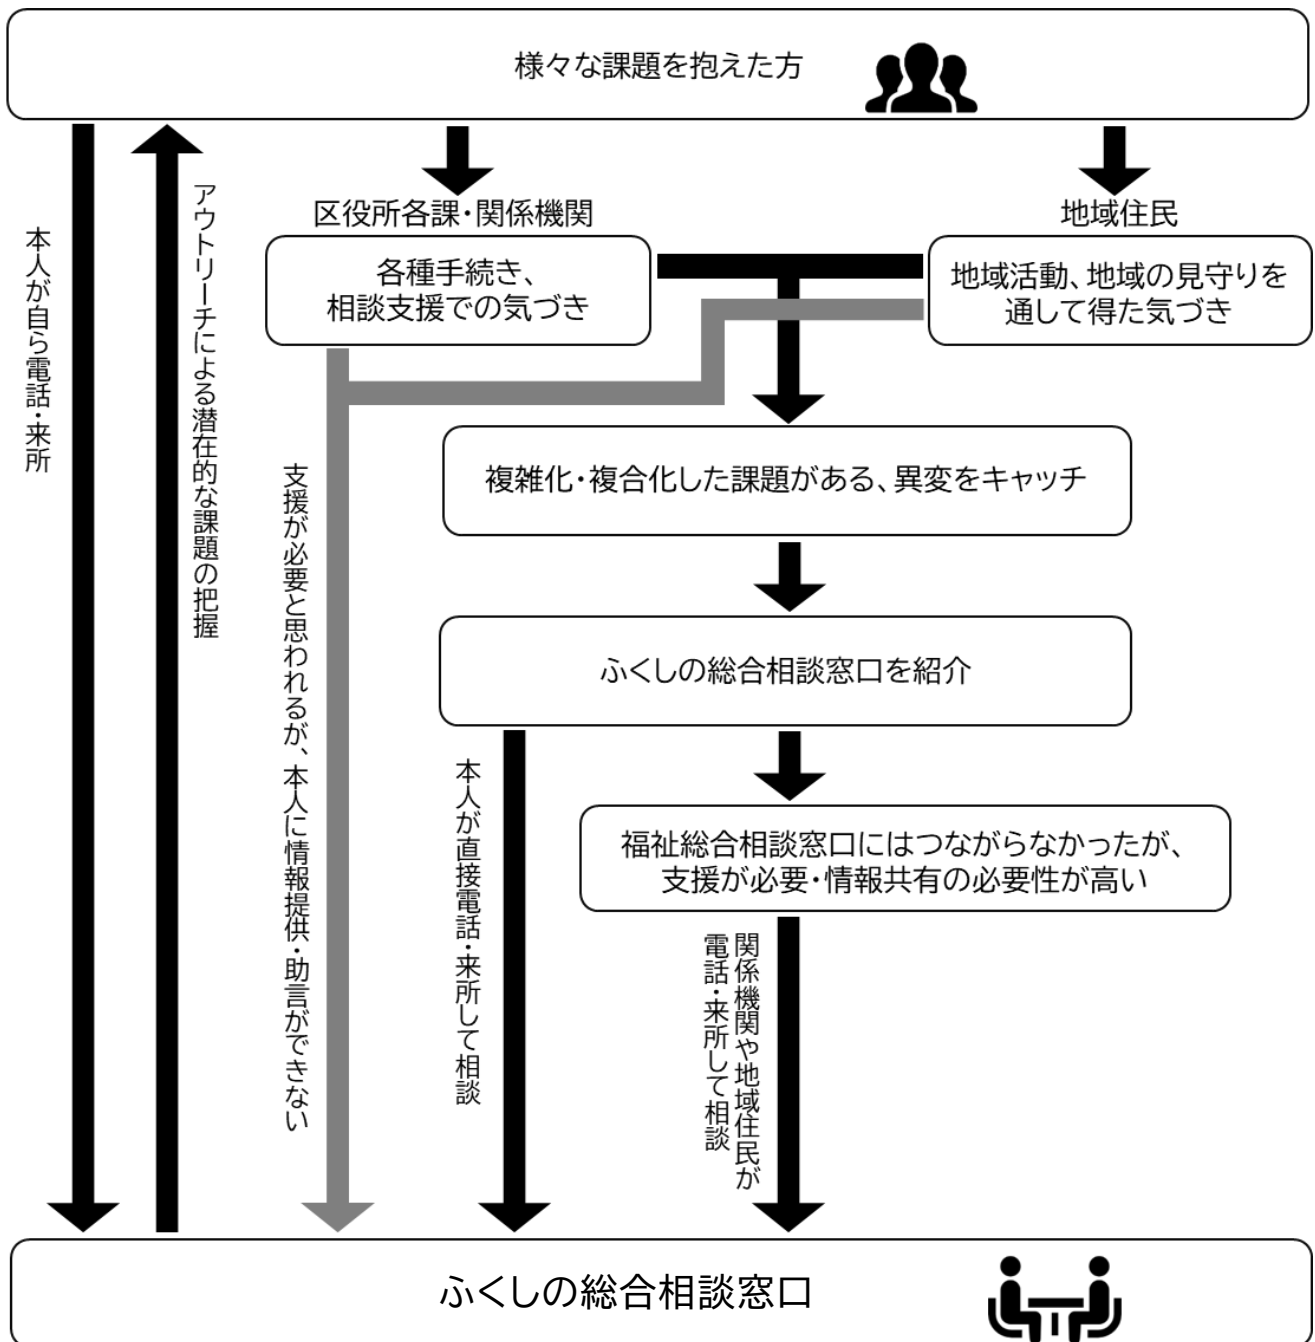 様々な課題を抱えた方
本人が自ら電話・来所
アウトリーチによる潜在的な課題の把握
区役所各課・関係機関
各種手続き、
相談支援での気づき
地域住民
地域活動、地域の見守りを
通して得た気づき
支援が必要と思われるが、本人に情報提供・助言ができない
複雑化・複合化した課題がある、異変をキャッチ
ふくしの総合相談窓口を紹介
本人が直接電話・来所して相談
福祉総合相談窓口にはつながらなかったが、
支援が必要・情報共有の必要性が高い
関係機関や地域住民が
電話・来所して相談
ふくしの総合相談窓口